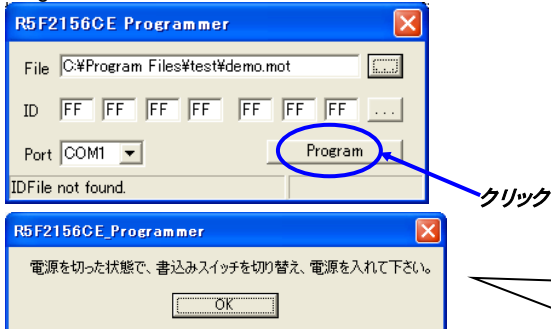 R5F2156CE Programmer
File C:¥Program Files¥test¥demo.mot ...
ID FF FF FF FF FF FF FF ...
Port COM1 Program
IDFile not found.
クリック
R5F2156CE_Programmer
電源を切った状態で、書込みスイッチを切り替え、電源を入れて下さい。
OK